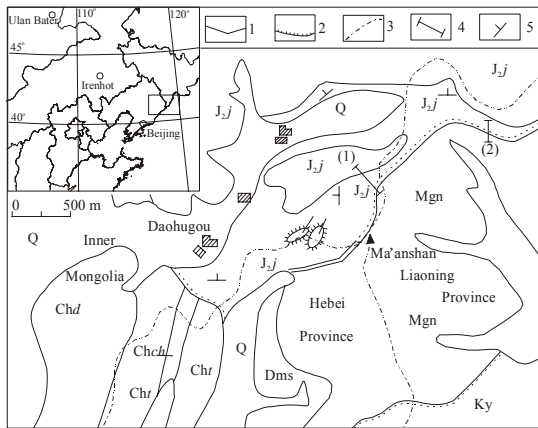 110°
120°
Ulan Bater
45°
Irenhot
40°
Beijing
1
2
3
4
5
0 500 m
J₂j
Q
J₂j
J₂j
J₂j
(1)
J₂j
(2)
Mgn
Daohugou
Q
Inner
Mongolia
J₂j
Ma'anshan
Liaoning
Province
Hebei
Province
Mgn
Chd
Chch
Cht
Cht
Q
Dms
Ky